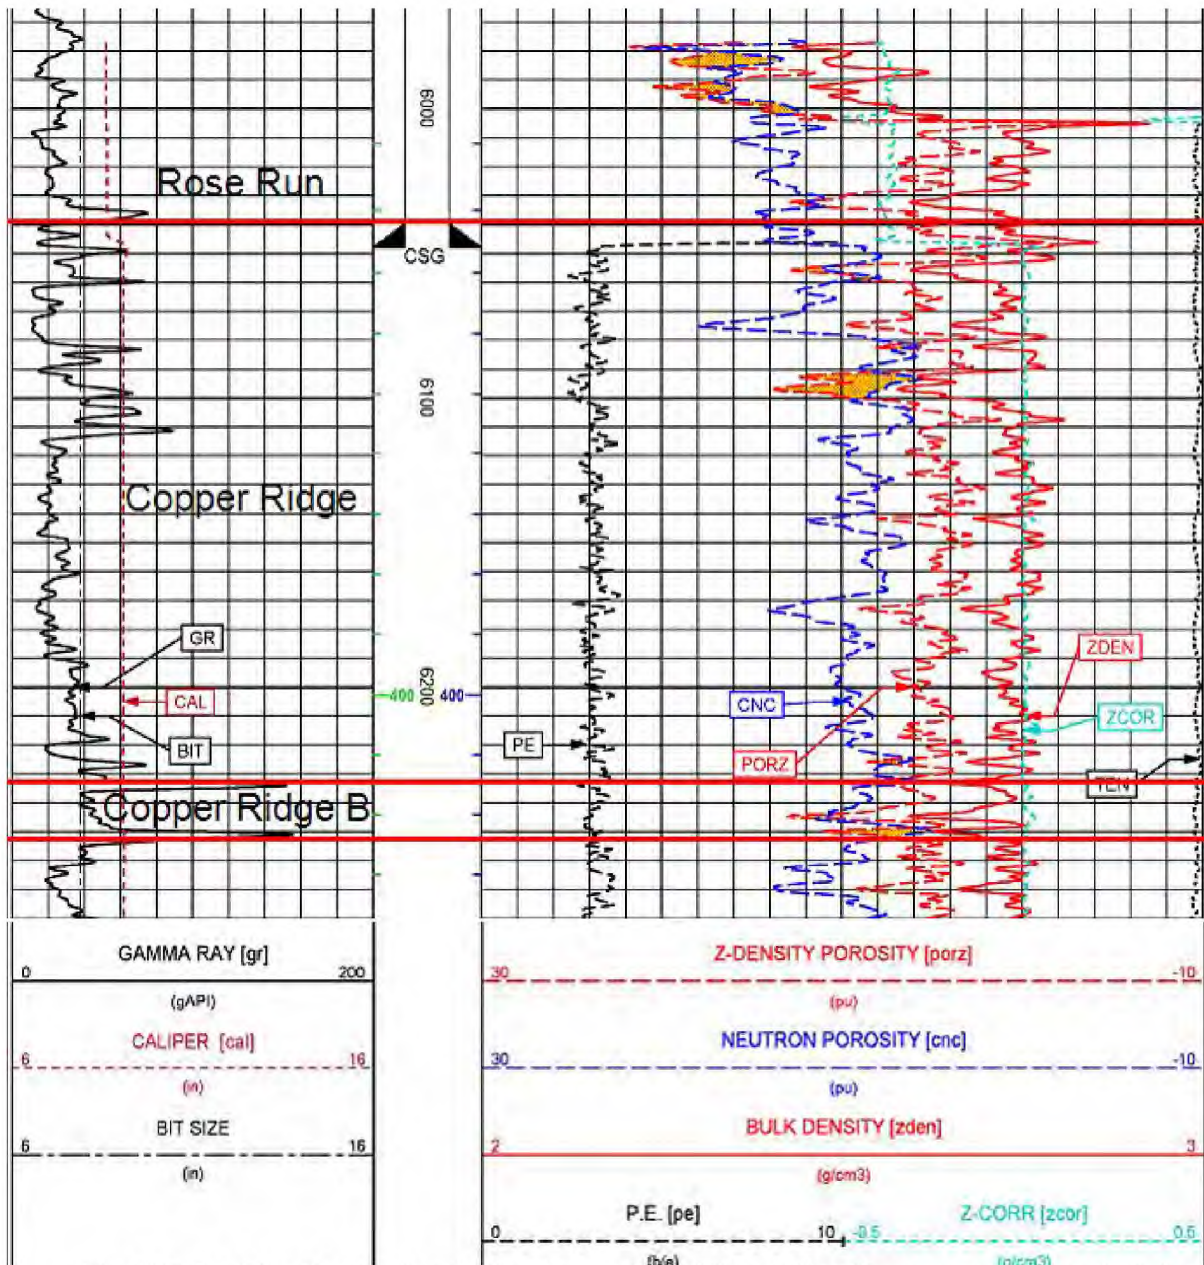 6000
Rose Run
CSG
6100
Copper Ridge
GR
ZDEN
6200
400
400
CAL
CNC
ZCOR
BIT
PE
PORZ
TEN
Copper Ridge B
GAMMA RAY [gr]
0 200
(gAPI)
CALIPER [cal]
6 16
(in)
BIT SIZE
6 16
(in)
Z-DENSITY POROSITY [porz]
30 -10
(pu)
NEUTRON POROSITY [cnc]
30 -10
(pu)
BULK DENSITY [zden]
2 3
(g/cm3)
P.E. [pe] Z-CORR [zcor]
0 10 -0.5 0.5
(b/e) (g/cm3)